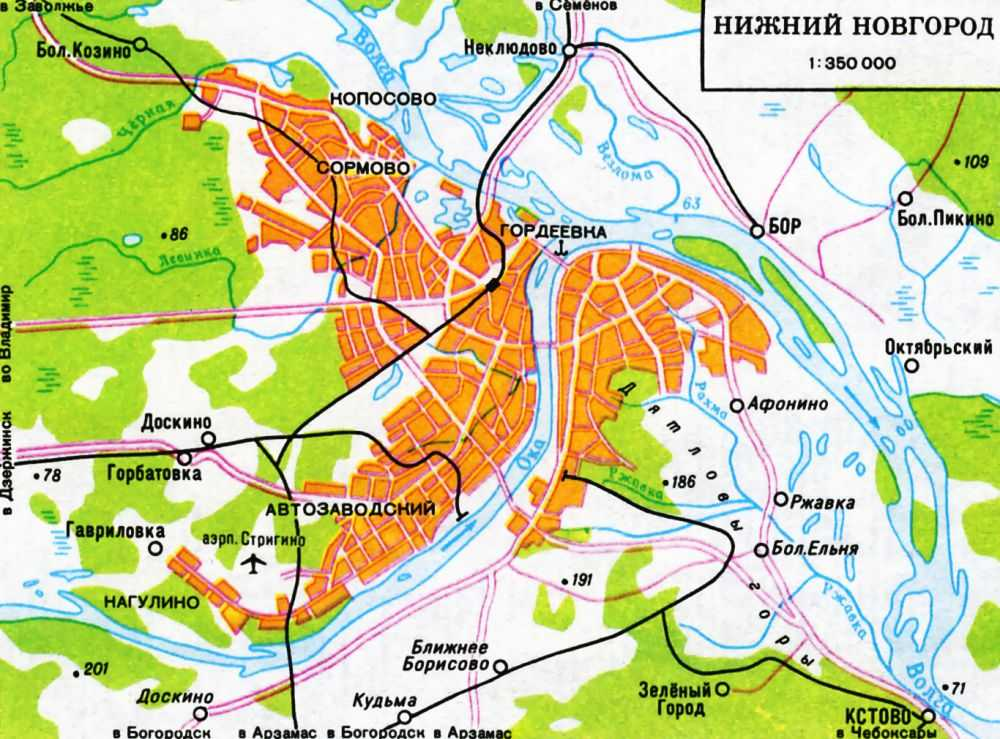 в Заволжье
в Семёнов
НИЖНИЙ НОВГОРОД
1:350 000
Бол.Козино
Волга
Неклюдово
КОПОСОВО
Чёрная
Везлома
СОРМОВО
109
63
Бол.Пикино
86
ГОРДЕЕВКА
БОР
Левинка
во Владимир
Октябрьский
Рахма
Афонино
Дятловы горы
Доскино
Ока
Горбатовка
78
Ржавка
186
в Дзержинск
Ржавка
АВТОЗАВОДСКИЙ
Гавриловка
аэрп. Стригино
Бол.Ельня
191
НАГУЛИНО
Ржавка
Ближнее
Борисово
201
Волга
71
Доскино
Кудьма
Зелёный
Город
КСТОВО
в Богородск
в Арзамас
в Богородск
в Арзамас
в Чебоксары